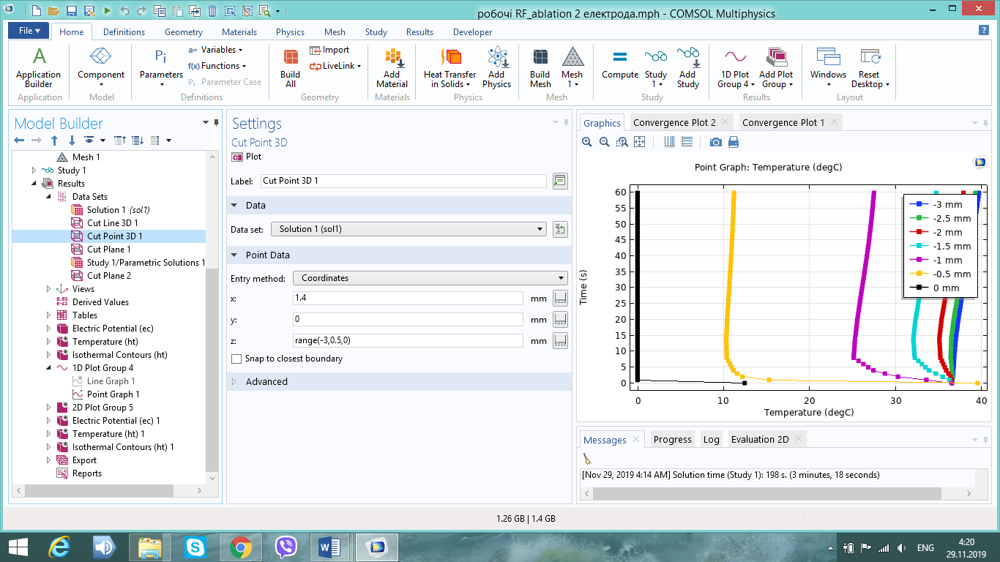 робочі RF_ablation 2 електрода.mph - COMSOL Multiphysics
File Home Definitions Geometry Materials Physics Mesh Study Results Developer
Application Builder
Component
Parameters
a= Variables
f(x) Functions
Pi Parameter Case
Build All
Import
LiveLink
Add Material
Heat Transfer in Solids
Add Physics
Build Mesh
Mesh 1
Compute
Study 1
Add Study
1D Plot Group 4
Add Plot Group
Windows
Reset Desktop
Application Model Definitions Geometry Materials Physics Mesh Study Results Layout
Model Builder
Mesh 1
Study 1
Results
Data Sets
Solution 1 (sol1)
Cut Line 3D 1
Cut Point 3D 1
Cut Plane 1
Study 1/Parametric Solutions 1
Cut Plane 2
Views
8.85
e-12
Derived Values
Tables
Electric Potential (ec)
Temperature (ht)
Isothermal Contours (ht)
1D Plot Group 4
Line Graph 1
Point Graph 1
2D Plot Group 5
Electric Potential (ec) 1
Temperature (ht) 1
Isothermal Contours (ht) 1
Export
Reports
Settings
Cut Point 3D
Plot
Label: Cut Point 3D 1
Data
Data set: Solution 1 (sol1)
Point Data
Entry method: Coordinates
x: 1.4 mm
y: 0 mm
z: range(-3,0.5,0) mm
Snap to closest boundary
Advanced
Graphics Convergence Plot 2 Convergence Plot 1
Point Graph: Temperature (degC)
60
55
50
45
40
35
30
25
20
15
10
5
0
Time (s)
-3 mm
-2.5 mm
-2 mm
-1.5 mm
-1 mm
-0.5 mm
0 mm
0 10 20 30 40
Temperature (degC)
Messages Progress Log Evaluation 2D
[Nov 29, 2019 4:14 AM] Solution time (Study 1): 198 s. (3 minutes, 18 seconds)
1.26 GB | 1.4 GB
ENG
4:20
29.11.2019